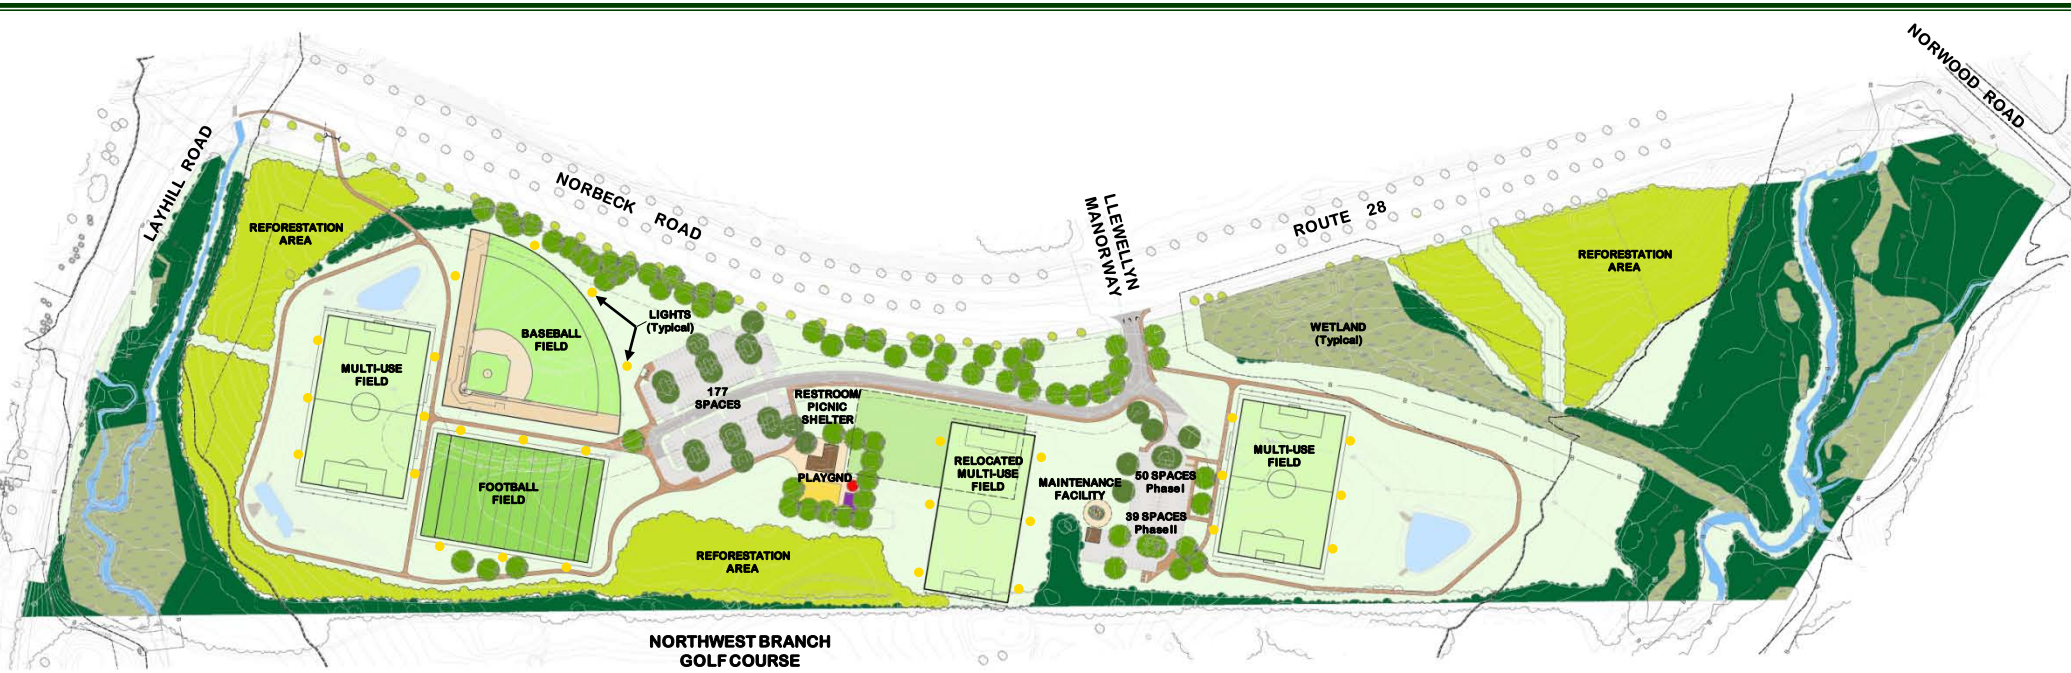 NORWOOD ROAD
LAYHILL ROAD
NORBECK ROAD
LLEWELLYN
MANOR WAY
ROUTE 28
REFORESTATION
AREA
REFORESTATION
AREA
LIGHTS
(Typical)
BASEBALL
FIELD
WETLAND
(Typical)
MULTI-USE
FIELD
177
SPACES
RESTROOM/
PICNIC
SHELTER
PLAYGND
RELOCATED
MULTI-USE
FIELD
MULTI-USE
FIELD
FOOTBALL
FIELD
MAINTENANCE
FACILITY
50 SPACES
Phase I
39 SPACES
Phase II
REFORESTATION
AREA
NORTHWEST BRANCH
GOLF COURSE